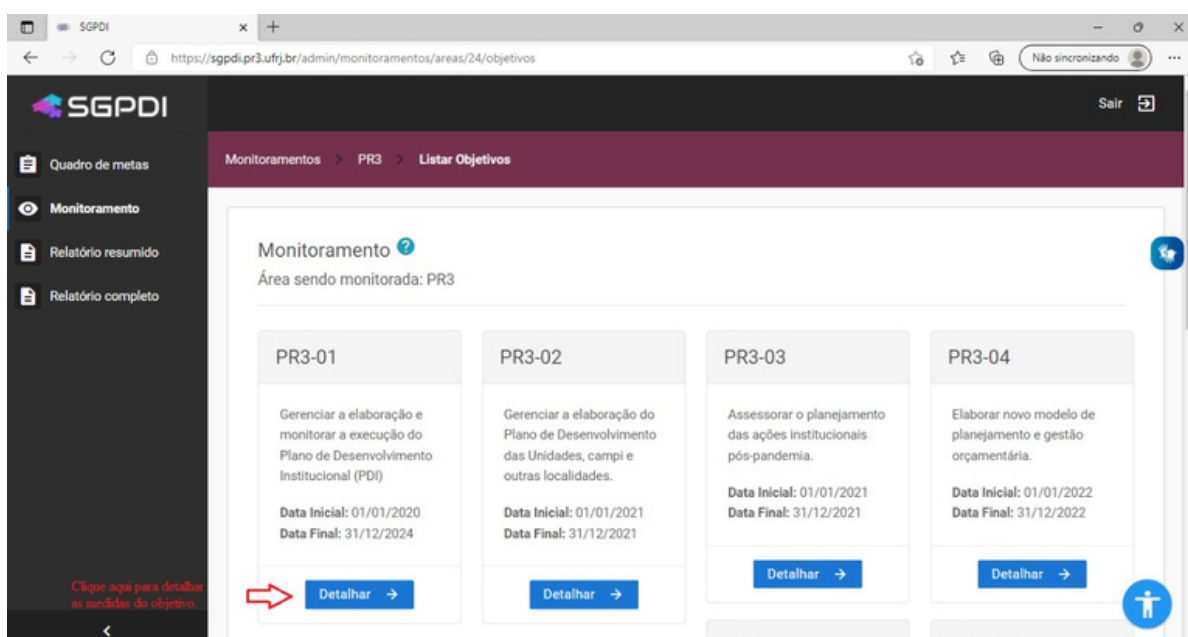 SGPDI
https://sgpdi.pr3.ufrj.br/admin/monitoramentos/areas/24/objetivos
Não sincronizando
SGPDI
Sair
Quadro de metas
Monitoramento
Relatório resumido
Relatório completo
Monitoramentos > PR3 > Listar Objetivos
Monitoramento ?
Área sendo monitorada: PR3
PR3-01
Gerenciar a elaboração e
monitorar a execução do
Plano de Desenvolvimento
Institucional (PDI)
Data Inicial: 01/01/2020
Data Final: 31/12/2024
Detalhar →
PR3-02
Gerenciar a elaboração do
Plano de Desenvolvimento
das Unidades, campi e
outras localidades.
Data Inicial: 01/01/2021
Data Final: 31/12/2021
Detalhar →
PR3-03
Assessorar o planejamento
das ações institucionais
pós-pandemia.
Data Inicial: 01/01/2021
Data Final: 31/12/2021
Detalhar →
PR3-04
Elaborar novo modelo de
planejamento e gestão
orçamentária.
Data Inicial: 01/01/2022
Data Final: 31/12/2022
Detalhar →
Clique aqui para detalhar
as medidas do objetivo.